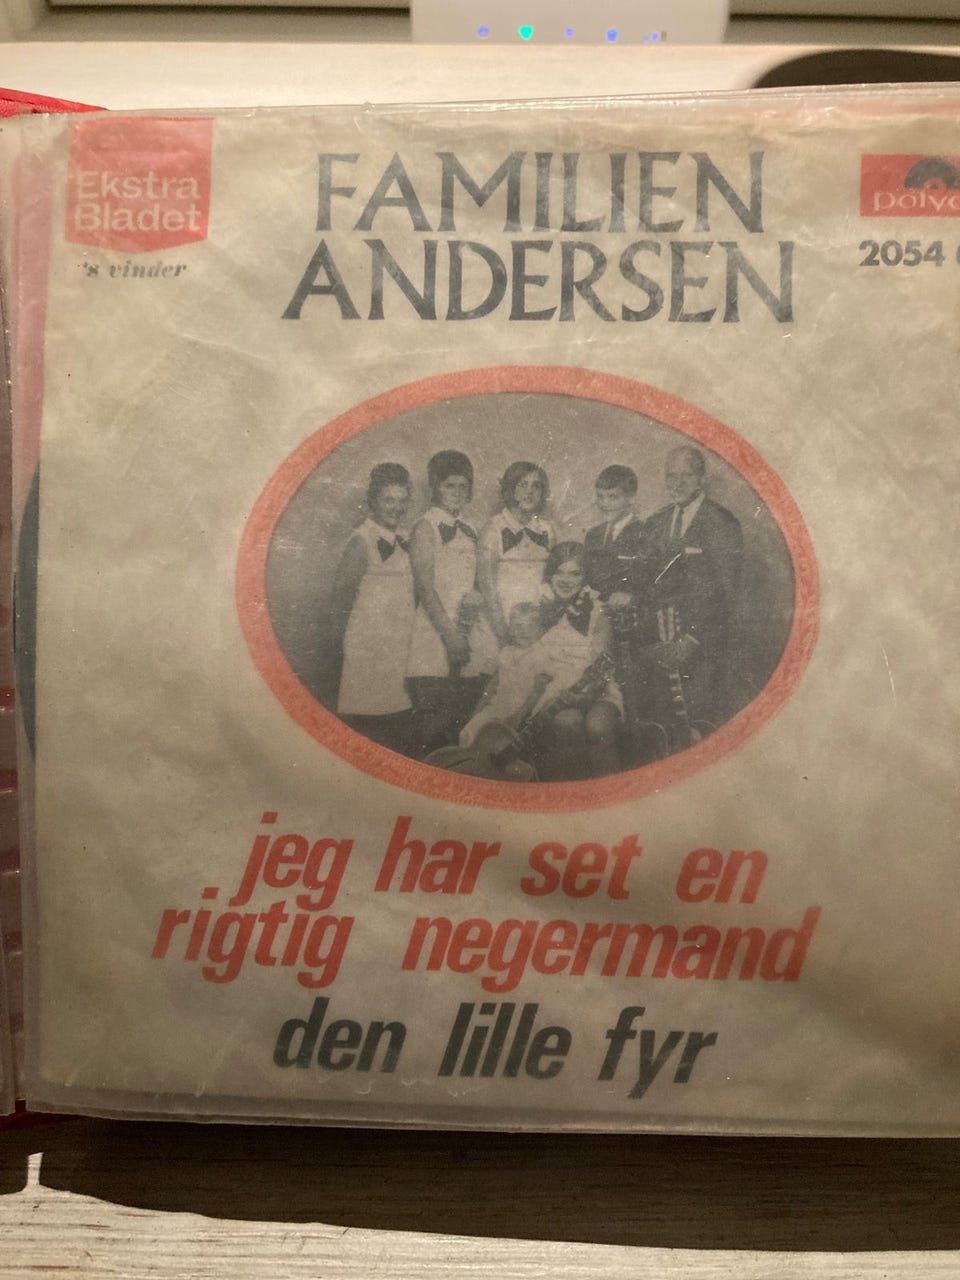 Ekstra
Bladet
's vinder
FAMILIEN
ANDERSEN
2054
jeg har set en
rigtig negermand
den lille fyr